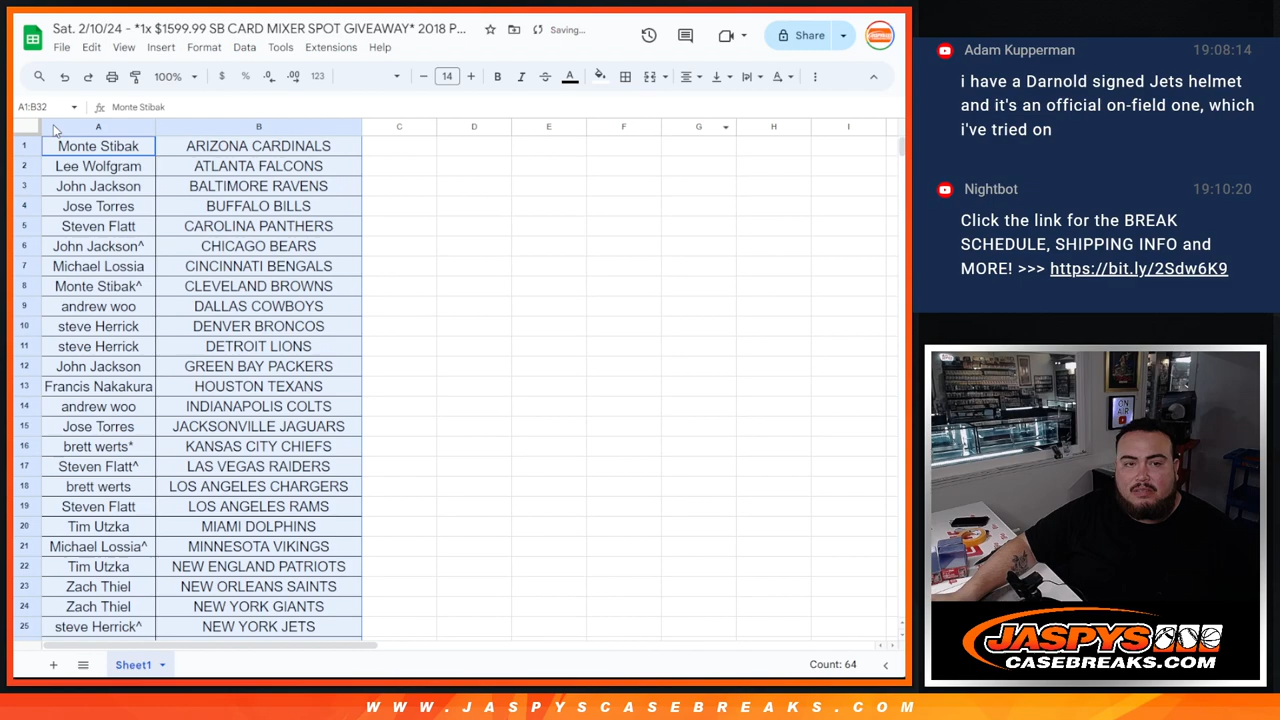 Sat. 2/10/24 - *1x $1599.99 SB CARD MIXER SPOT GIVEAWAY* 2018 P...
Saving...
File Edit View Insert Format Data Tools Extensions Help
Share
100% $ % .0 .00 123 14 B I A
A1:B32 fx Monte Stibak
A B C D E F G H I
1 Monte Stibak ARIZONA CARDINALS
2 Lee Wolfgram ATLANTA FALCONS
3 John Jackson BALTIMORE RAVENS
4 Jose Torres BUFFALO BILLS
5 Steven Flatt CAROLINA PANTHERS
6 John Jackson^ CHICAGO BEARS
7 Michael Lossia CINCINNATI BENGALS
8 Monte Stibak^ CLEVELAND BROWNS
9 andrew woo DALLAS COWBOYS
10 steve Herrick DENVER BRONCOS
11 steve Herrick DETROIT LIONS
12 John Jackson GREEN BAY PACKERS
13 Francis Nakakura HOUSTON TEXANS
14 andrew woo INDIANAPOLIS COLTS
15 Jose Torres JACKSONVILLE JAGUARS
16 brett werts* KANSAS CITY CHIEFS
17 Steven Flatt^ LAS VEGAS RAIDERS
18 brett werts LOS ANGELES CHARGERS
19 Steven Flatt LOS ANGELES RAMS
20 Tim Utzka MIAMI DOLPHINS
21 Michael Lossia^ MINNESOTA VIKINGS
22 Tim Utzka NEW ENGLAND PATRIOTS
23 Zach Thiel NEW ORLEANS SAINTS
24 Zach Thiel NEW YORK GIANTS
25 steve Herrick^ NEW YORK JETS
Sheet1
Count: 64
Adam Kupperman 19:08:14
i have a Darnold signed Jets helmet
and it's an official on-field one, which
i've tried on
Nightbot 19:10:20
Click the link for the BREAK
SCHEDULE, SHIPPING INFO and
MORE! >>> https://bit.ly/2Sdw6K9
ON
AIR
JASPYS
CASEBREAKS.COM
WWW.JASPYSCASEBREAKS.COM